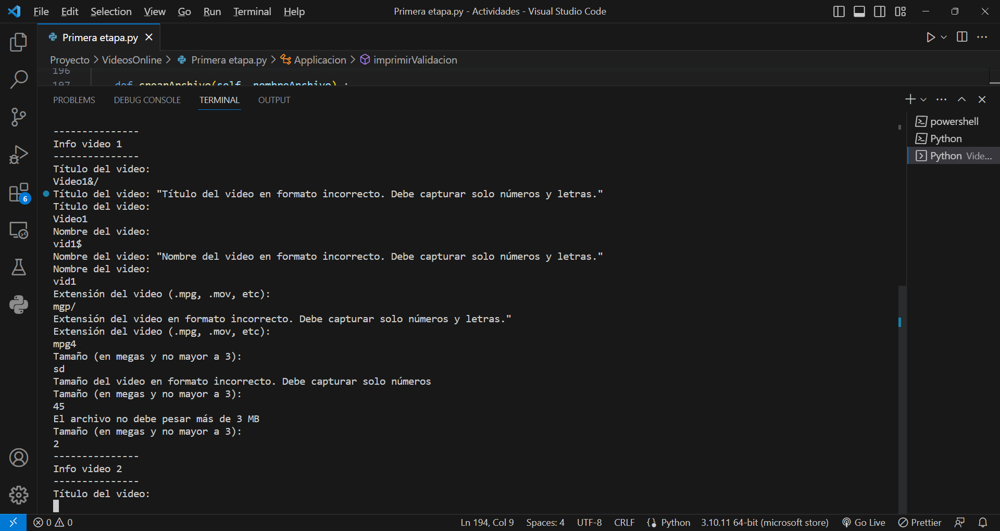 File Edit Selection View Go Run Terminal Help Primera etapa.py - Actividades - Visual Studio Code
Primera etapa.py
Proyecto > VideosOnline > Primera etapa.py > Applicacion > imprimirValidacion
196
197 def crearArchivo(self, nombreArchivo) :
PROBLEMS DEBUG CONSOLE TERMINAL OUTPUT
powershell
Python
Python Vide...
---------------
Info video 1
---------------
Título del video:
Video1&/
Título del video: "Título del video en formato incorrecto. Debe capturar solo números y letras."
Título del video:
Video1
Nombre del video:
vid1$
Nombre del video: "Nombre del video en formato incorrecto. Debe capturar solo números y letras."
Nombre del video:
vid1
Extensión del video (.mpg, .mov, etc):
mgp/
Extensión del video en formato incorrecto. Debe capturar solo números y letras."
Extensión del video (.mpg, .mov, etc):
mpg4
Tamaño (en megas y no mayor a 3):
sd
Tamaño del video en formato incorrecto. Debe capturar solo números
Tamaño (en megas y no mayor a 3):
45
El archivo no debe pesar más de 3 MB
Tamaño (en megas y no mayor a 3):
2
---------------
Info video 2
---------------
Título del video:
6
0 0 Ln 194, Col 9 Spaces: 4 UTF-8 CRLF Python 3.10.11 64-bit (microsoft store) Go Live Prettier